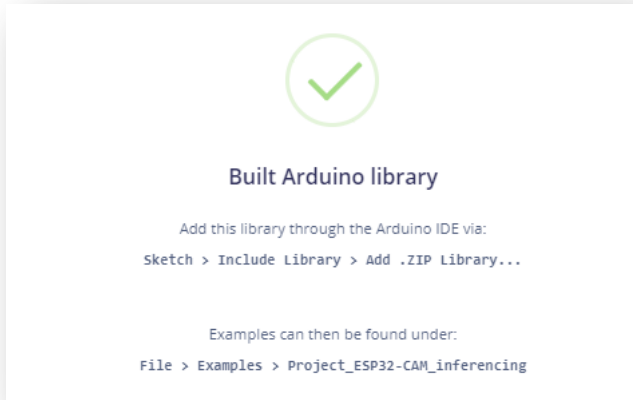 Built Arduino library
Add this library through the Arduino IDE via:
Sketch > Include Library > Add .ZIP Library...
Examples can then be found under:
File > Examples > Project_ESP32-CAM_inferencing